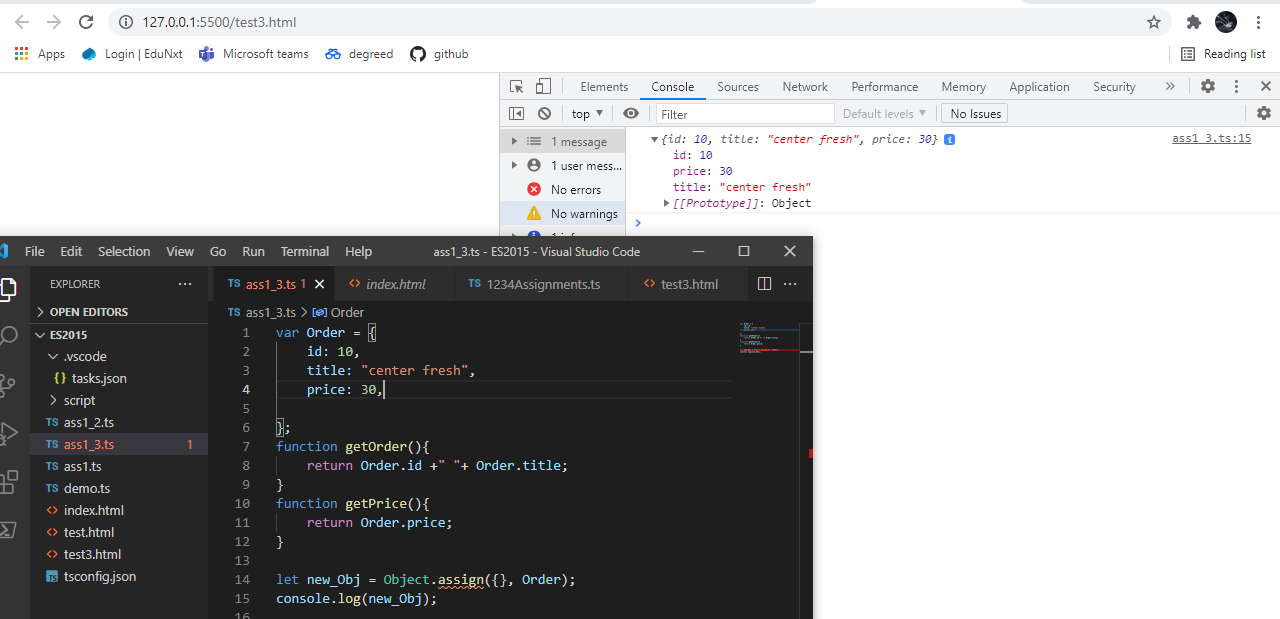 127.0.0.1:5500/test3.html
Apps Login | EduNxt Microsoft teams degreed github Reading list
Elements Console Sources Network Performance Memory Application Security »
top Filter Default levels No Issues
1 message
1 user mess...
No errors
No warnings
{id: 10, title: "center fresh", price: 30} ass1 3.ts:15
id: 10
price: 30
title: "center fresh"
[[Prototype]]: Object
File Edit Selection View Go Run Terminal Help ass1_3.ts - ES2015 - Visual Studio Code
EXPLORER ...
OPEN EDITORS
ES2015
.vscode
{} tasks.json
script
TS ass1_2.ts
TS ass1_3.ts 1
TS ass1.ts
TS demo.ts
<> index.html
<> test.html
<> test3.html
TS tsconfig.json
TS ass1_3.ts 1 <> index.html TS 1234Assignments.ts <> test3.html ...
TS ass1_3.ts > Order
1 var Order = {
2 id: 10,
3 title: "center fresh",
4 price: 30,
5
6 };
7 function getOrder(){
8 return Order.id +" "+ Order.title;
9 }
10 function getPrice(){
11 return Order.price;
12 }
13
14 let new_Obj = Object.assign({}, Order);
15 console.log(new_Obj);
16